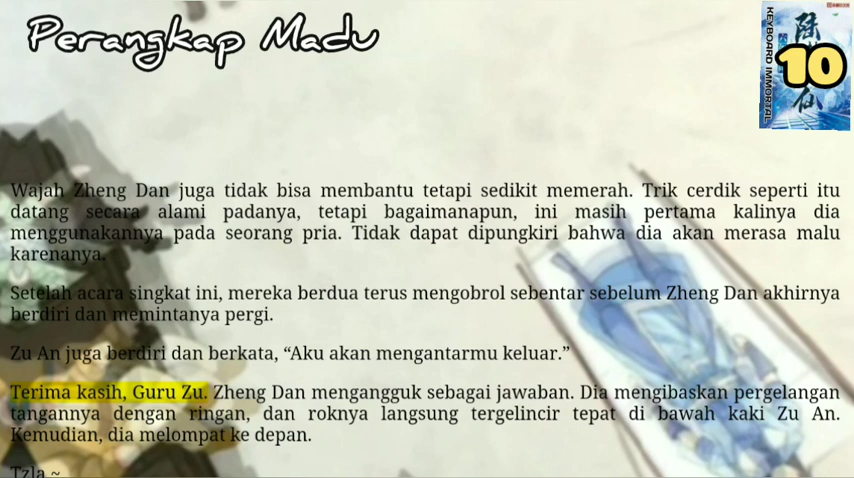 Perangkap Madu
KEYBOARD IMMORTAL
10
Wajah Zheng Dan juga tidak bisa membantu tetapi sedikit memerah. Trik cerdik seperti itu
datang secara alami padanya, tetapi bagaimanapun, ini masih pertama kalinya dia
menggunakannya pada seorang pria. Tidak dapat dipungkiri bahwa dia akan merasa malu
karenanya.
Setelah acara singkat ini, mereka berdua terus mengobrol sebentar sebelum Zheng Dan akhirnya
berdiri dan memintanya pergi.
Zu An juga berdiri dan berkata, “Aku akan mengantarmu keluar.”
Terima kasih, Guru Zu. Zheng Dan mengangguk sebagai jawaban. Dia mengibaskan pergelangan
tangannya dengan ringan, dan roknya langsung tergelincir tepat di bawah kaki Zu An.
Kemudian, dia melompat ke depan.
Tzla ~